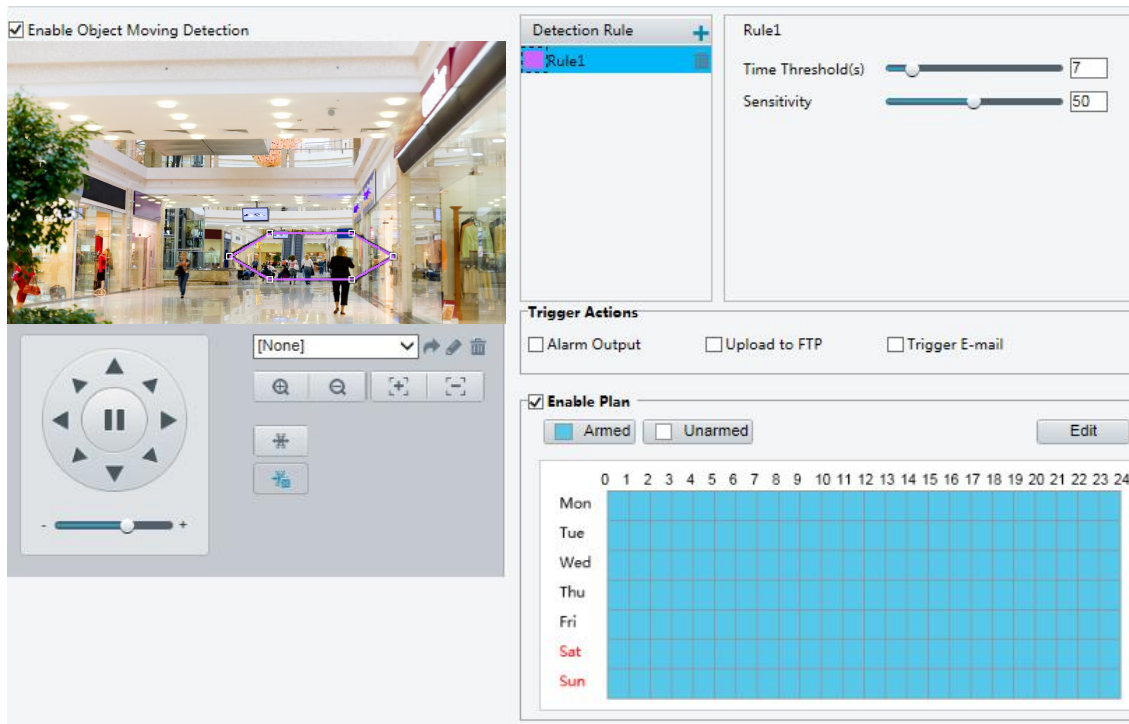 Enable Object Moving Detection
Detection Rule
Rule1
Rule1
Time Threshold(s) 7
Sensitivity 50
[None]
- +
Trigger Actions
Alarm Output Upload to FTP Trigger E-mail
Enable Plan
Armed Unarmed Edit
0 1 2 3 4 5 6 7 8 9 10 11 12 13 14 15 16 17 18 19 20 21 22 23 24
Mon
Tue
Wed
Thu
Fri
Sat
Sun